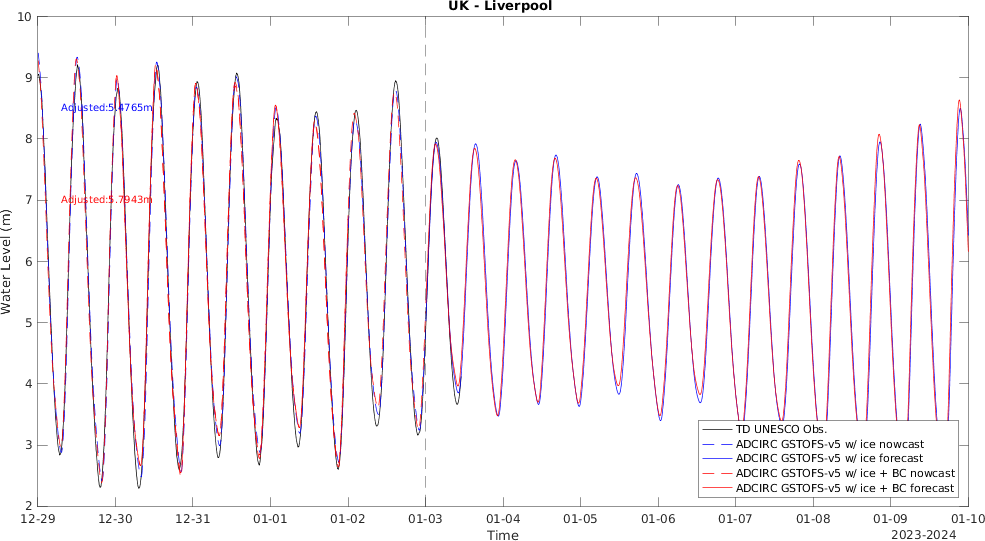 UK - Liverpool
10
9
8
7
6
5
4
3
2
Water Level (m)
Adjusted:5.4765m
Adjusted:5.7943m
TD UNESCO Obs.
ADCIRC GSTOFS-v5 w/ ice nowcast
ADCIRC GSTOFS-v5 w/ ice forecast
ADCIRC GSTOFS-v5 w/ ice + BC nowcast
ADCIRC GSTOFS-v5 w/ ice + BC forecast
12-29 12-30 12-31 01-01 01-02 01-03 01-04 01-05 01-06 01-07 01-08 01-09 01-10
Time
2023-2024